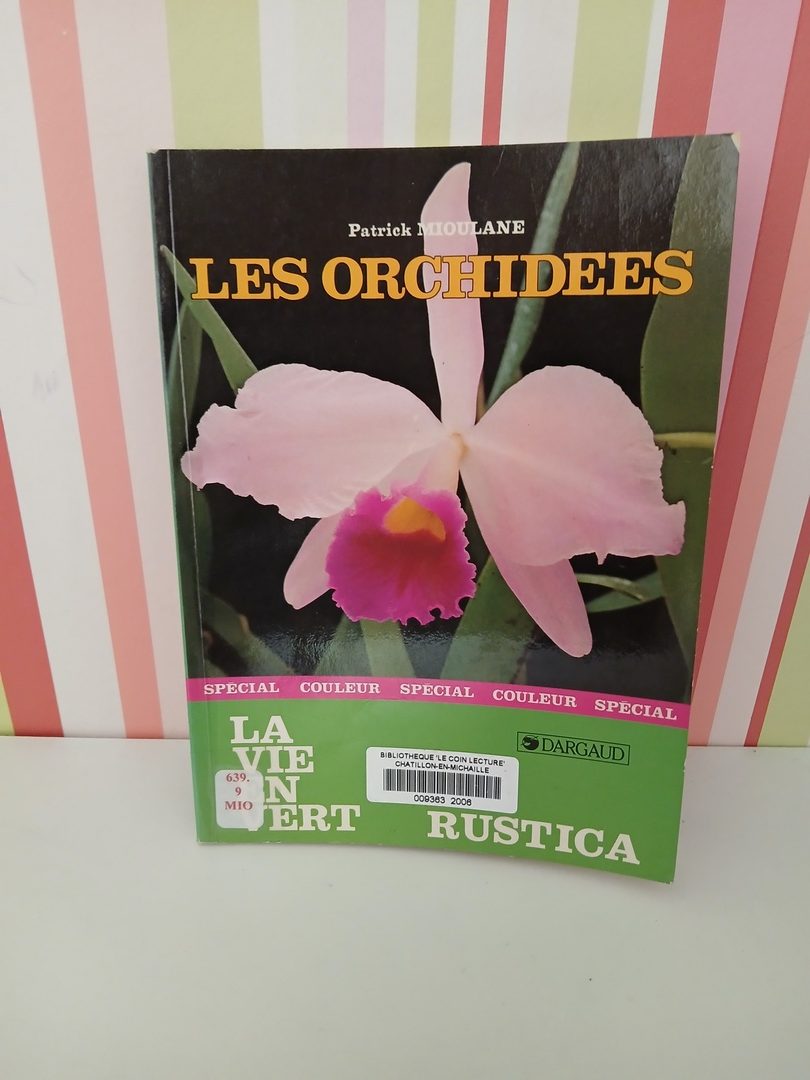 Patrick MIOULANE
LES ORCHIDEES
SPÉCIAL COULEUR SPÉCIAL COULEUR SPÉCIAL
LA
VIE
EN
VERT
639.
9
MIO
DARGAUD
BIBLIOTHEQUE 'LE COIN LECTURE'
CHATILLON-EN-MICHAILLE
009363 2006
RUSTICA